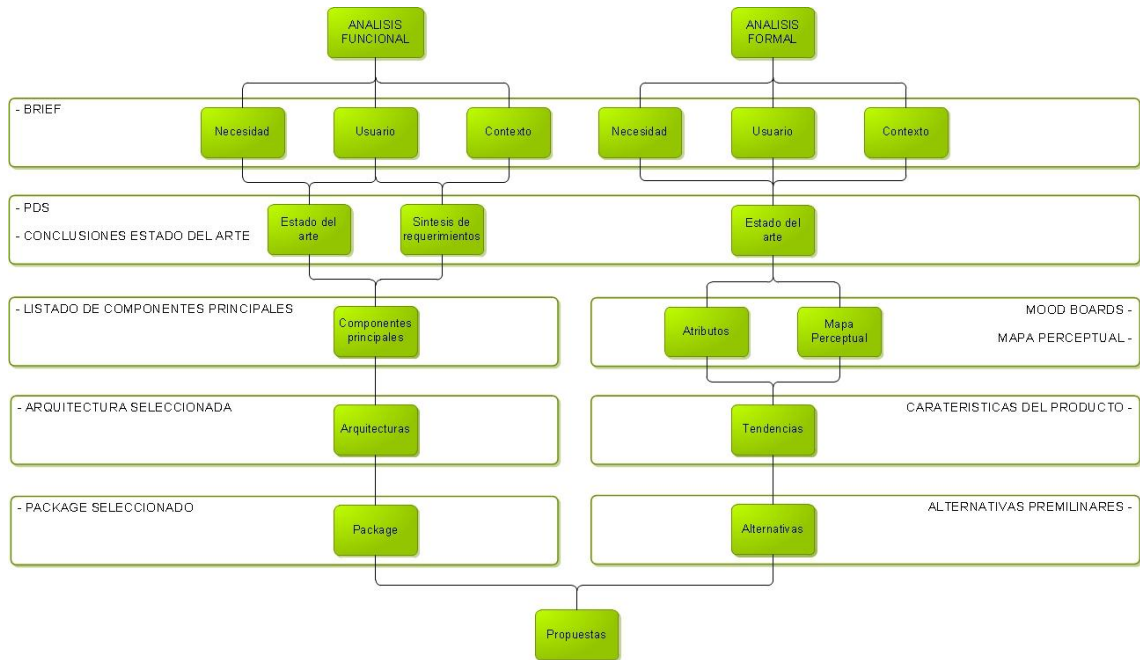 ANALISIS
FUNCIONAL
ANALISIS
FORMAL
- BRIEF
Necesidad
Usuario
Contexto
Necesidad
Usuario
Contexto
- PDS
- CONCLUSIONES ESTADO DEL ARTE
Estado del
arte
Sintesis de
requerimientos
Estado del
arte
- LISTADO DE COMPONENTES PRINCIPALES
Componentes
principales
Atributos
Mapa
Perceptual
MOOD BOARDS -
MAPA PERCEPTUAL -
- ARQUITECTURA SELECCIONADA
Arquitecturas
Tendencias
CARATERISTICAS DEL PRODUCTO -
- PACKAGE SELECCIONADO
Package
Alternativas
ALTERNATIVAS PREMILINARES -
Propuestas